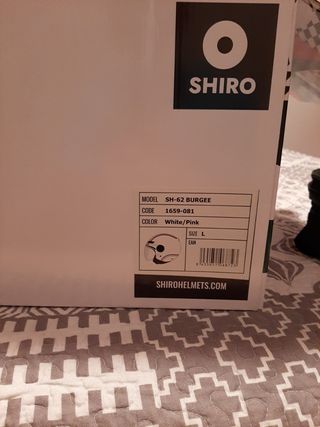 SHIRO
MODEL SH-62 BURGEE
CODE 1659-081
COLOR White/Pink
SIZE L
EAN
SHIROHELMETS.COM